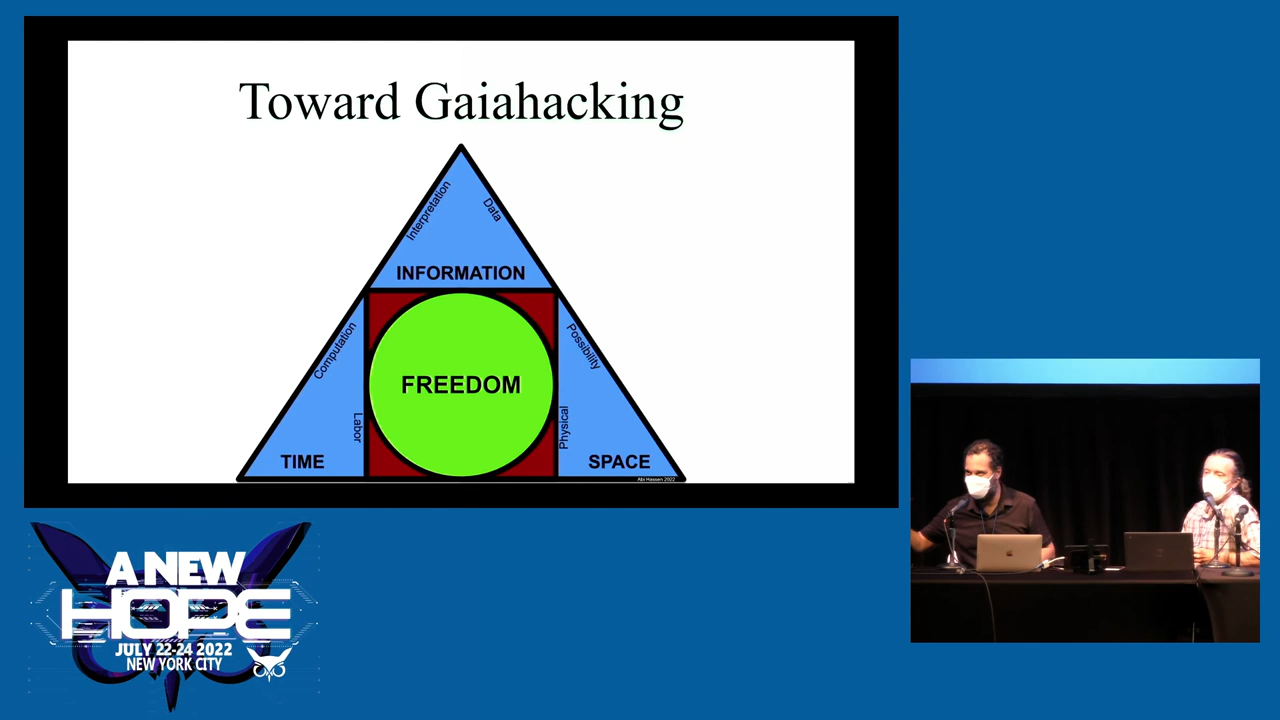 Toward Gaiahacking
Interpretation
Data
INFORMATION
Computation
Possibility
FREEDOM
Labor
Physical
TIME
SPACE
Abi Hassen 2022
A NEW
HOPE
JULY 22-24 2022
NEW YORK CITY